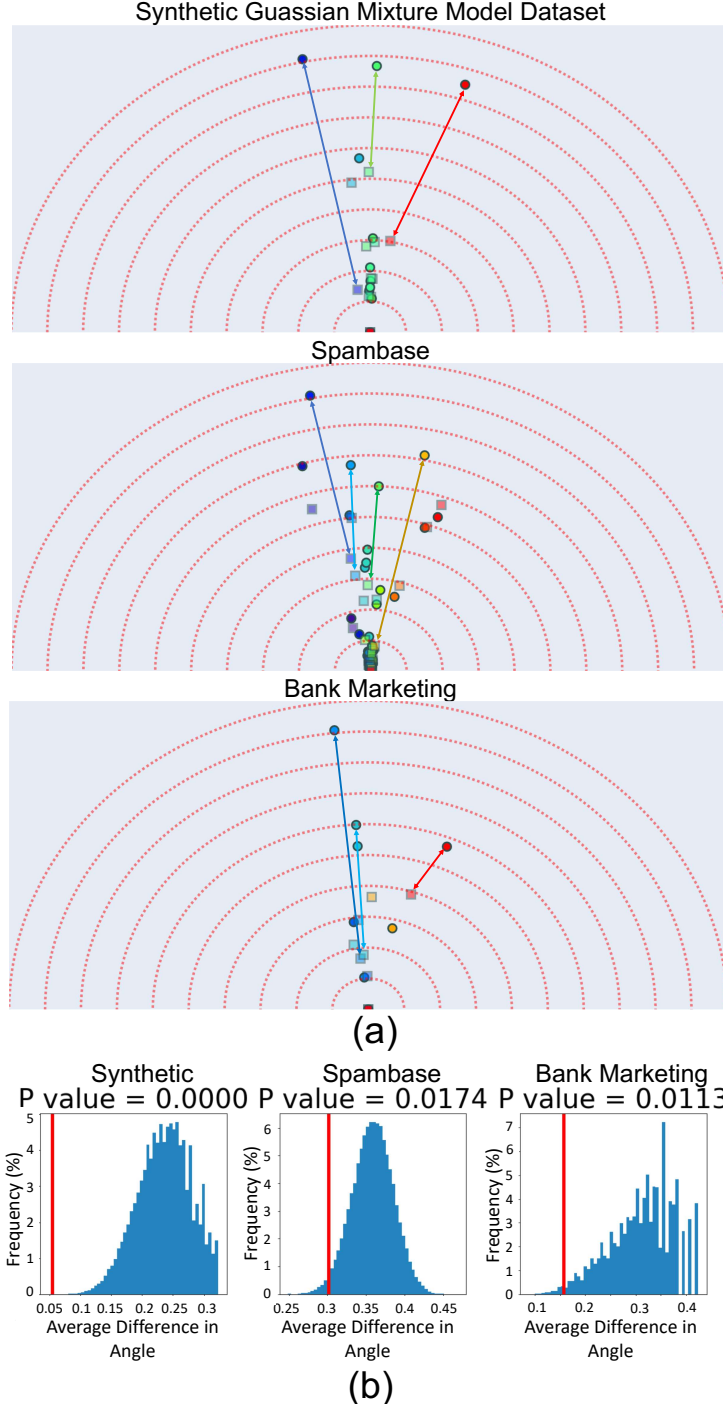 Synthetic Guassian Mixture Model Dataset
Spambase
Bank Marketing
(a)
Synthetic
P value = 0.0000
5
4
3
2
1
0
Frequency (%)
0.05 0.1 0.2 0.25 0.3
Average Difference in
Angle
Spambase
P value = 0.0174
6
5
4
3
2
1
0
Frequency (%)
0.25 0.3 0.35 0.4 0.45
Average Difference in
Angle
Bank Marketing
P value = 0.0113
7
6
5
4
3
2
1
0
Frequency (%)
0.1 0.2 0.3 0.4
Average Difference in
Angle
(b)